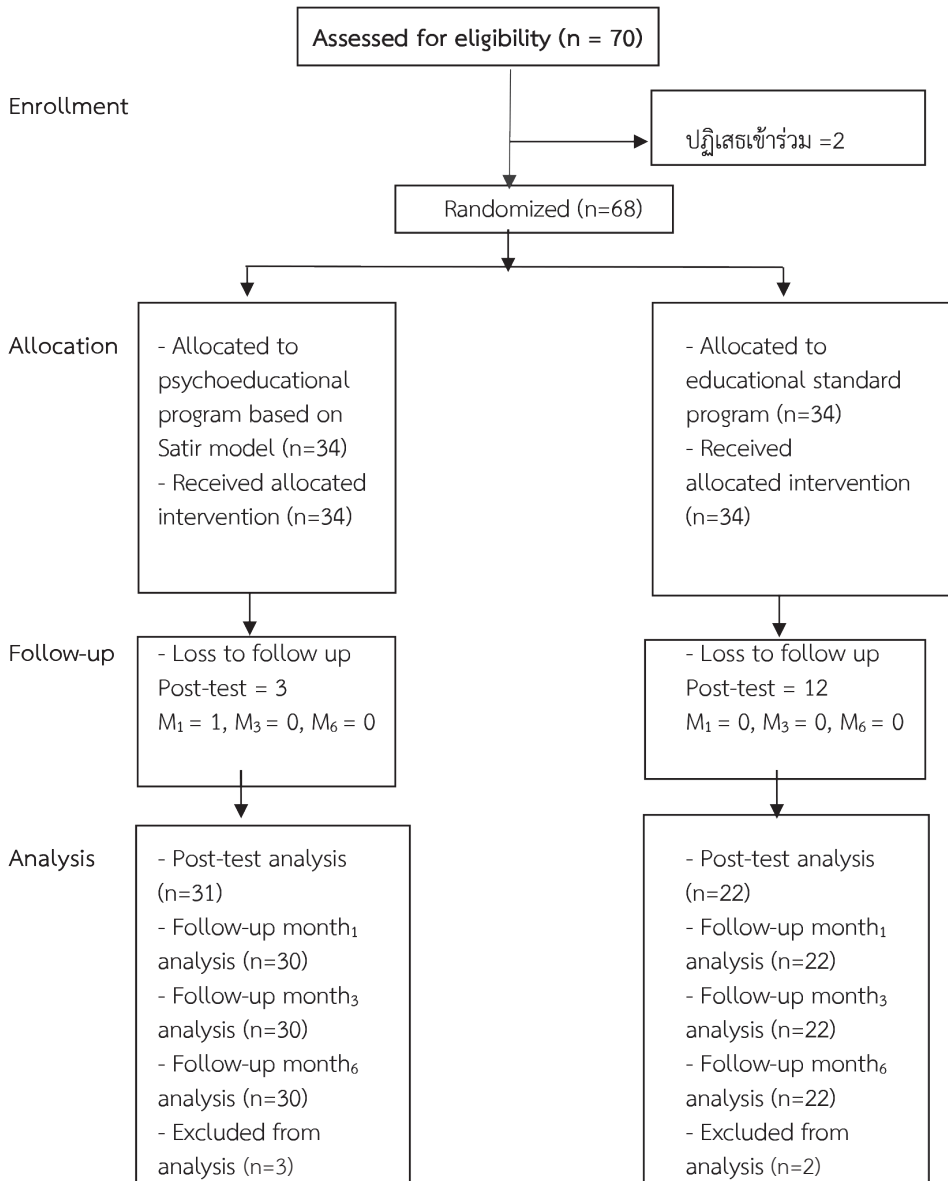 Assessed for eligibility (n = 70)
Enrollment
ปฏิเสธเข้าร่วม =2
Randomized (n=68)
Allocation
- Allocated to
psychoeducational
program based on
Satir model (n=34)
- Received allocated
intervention (n=34)
- Allocated to
educational standard
program (n=34)
- Received
allocated intervention
(n=34)
Follow-up
- Loss to follow up
Post-test = 3
M₁ = 1, M₃ = 0, M₆ = 0
- Loss to follow up
Post-test = 12
M₁ = 0, M₃ = 0, M₆ = 0
Analysis
- Post-test analysis
(n=31)
- Follow-up month₁
analysis (n=30)
- Follow-up month₃
analysis (n=30)
- Follow-up month₆
analysis (n=30)
- Excluded from
analysis (n=3)
- Post-test analysis
(n=22)
- Follow-up month₁
analysis (n=22)
- Follow-up month₃
analysis (n=22)
- Follow-up month₆
analysis (n=22)
- Excluded from
analysis (n=2)